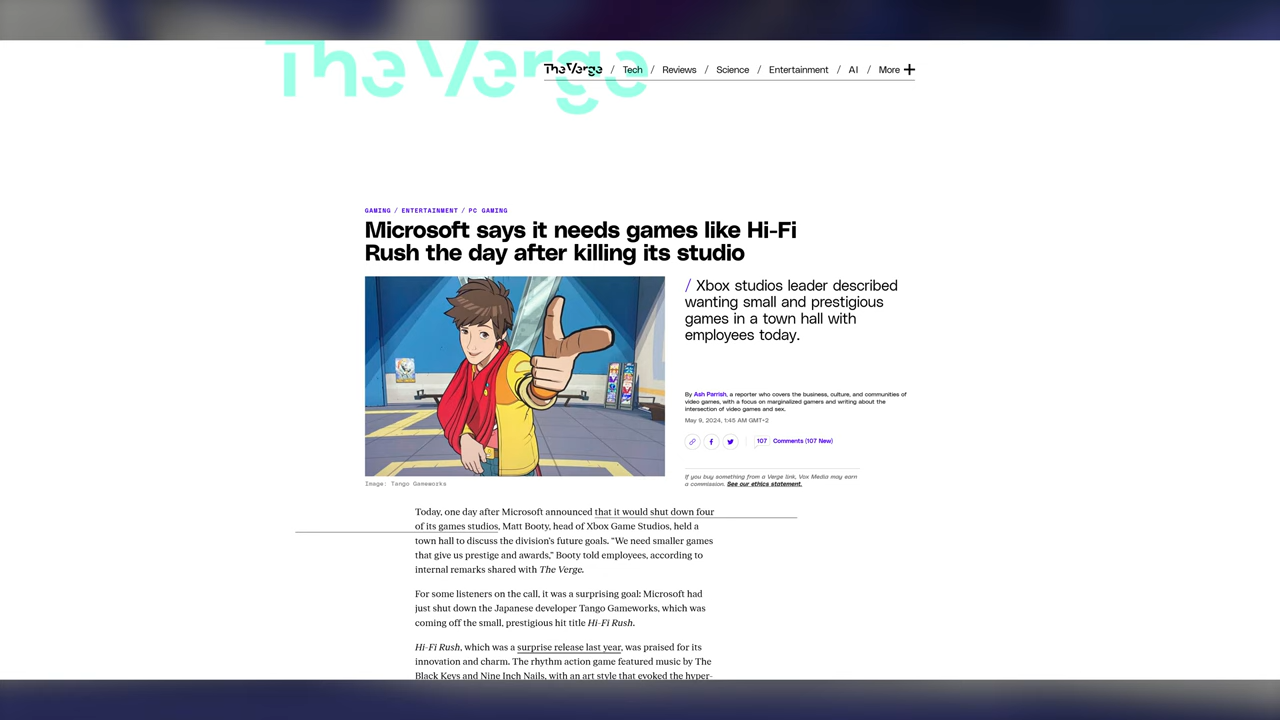 The Verge
The Verge / Tech / Reviews / Science / Entertainment / AI / More +
GAMING / ENTERTAINMENT / PC GAMING
Microsoft says it needs games like Hi-Fi
Rush the day after killing its studio
/ Xbox studios leader described
wanting small and prestigious
games in a town hall with
employees today.
By Ash Parrish, a reporter who covers the business, culture, and communities of
video games, with a focus on marginalized gamers and writing about the
intersection of video games and sex.
May 9, 2024, 1:45 AM GMT+2
107 Comments (107 New)
If you buy something from a Verge link, Vox Media may earn
a commission. See our ethics statement.
Image: Tango Gameworks
Today, one day after Microsoft announced that it would shut down four
of its games studios, Matt Booty, head of Xbox Game Studios, held a
town hall to discuss the division's future goals. “We need smaller games
that give us prestige and awards,” Booty told employees, according to
internal remarks shared with The Verge.
For some listeners on the call, it was a surprising goal: Microsoft had
just shut down the Japanese developer Tango Gameworks, which was
coming off the small, prestigious hit title Hi-Fi Rush.
Hi-Fi Rush, which was a surprise release last year, was praised for its
innovation and charm. The rhythm action game featured music by The
Black Keys and Nine Inch Nails, with an art style that evoked the hyper-